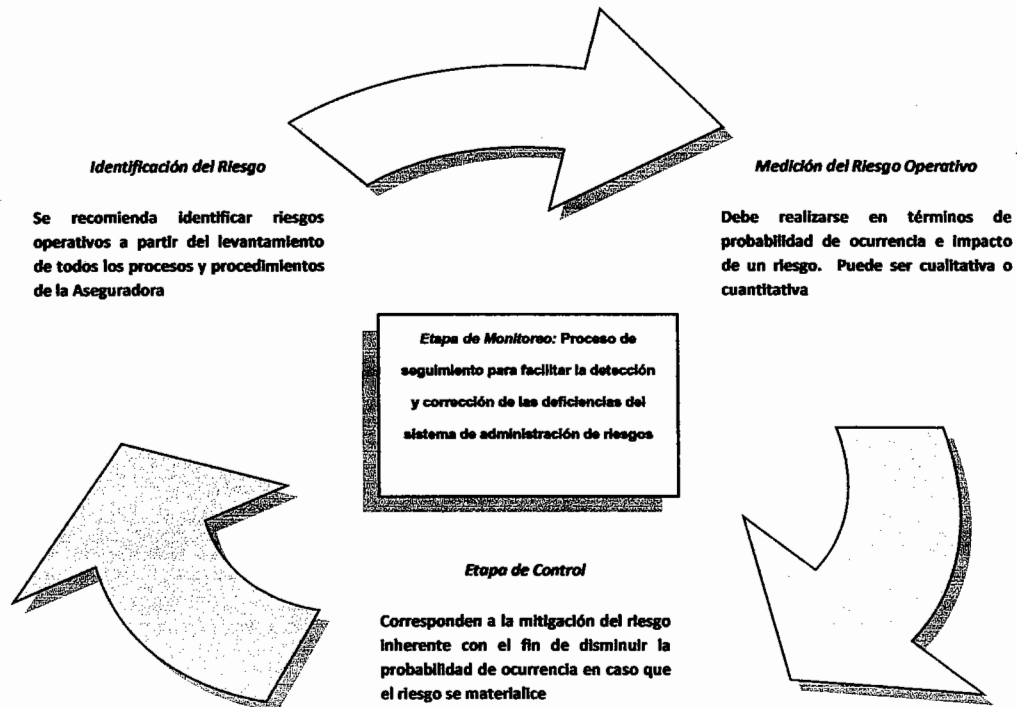 Identificación del Riesgo
Se recomienda identificar riesgos
operativos a partir del levantamiento
de todos los procesos y procedimientos
de la Aseguradora
Medición del Riesgo Operativo
Debe realizarse en términos de
probabilidad de ocurrencia e impacto
de un riesgo. Puede ser cualitativa o
cuantitativa
Etapa de Monitoreo: Proceso de
seguimiento para facilitar la detección
y corrección de las deficiencias del
sistema de administración de riesgos
Etapa de Control
Corresponden a la mitigación del riesgo
inherente con el fin de disminuir la
probabilidad de ocurrencia en caso que
el riesgo se materialice